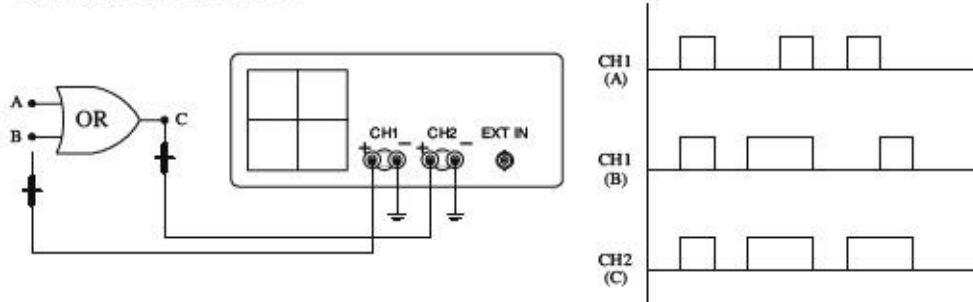 A
B
OR
C
CH1
CH2
EXT IN
+
−
+
−
CH1
(A)
CH1
(B)
CH2
(C)